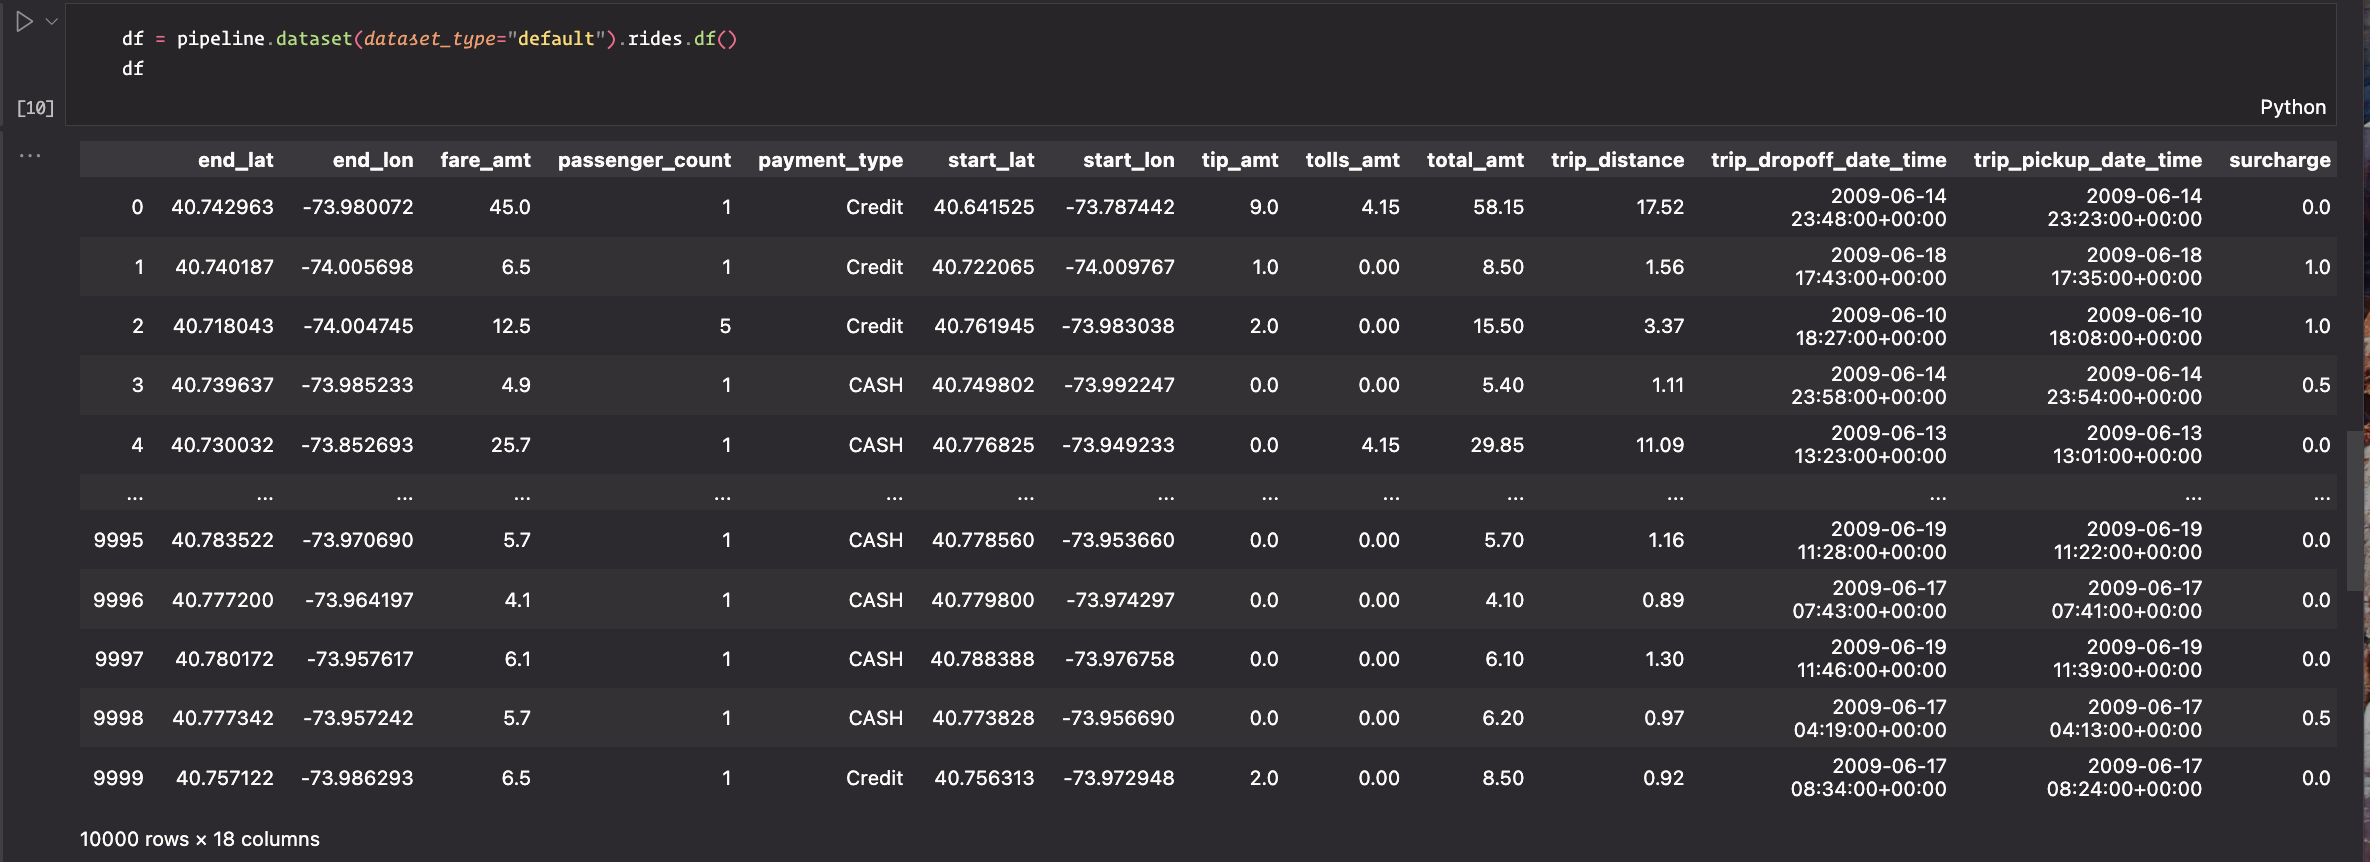 df = pipeline.dataset(dataset_type="default").rides.df()
df
[10]
Python
...
end_lat end_lon fare_amt passenger_count payment_type start_lat start_lon tip_amt tolls_amt total_amt trip_distance trip_dropoff_date_time trip_pickup_date_time surcharge
0 40.742963 -73.980072 45.0 1 Credit 40.641525 -73.787442 9.0 4.15 58.15 17.52 2009-06-14 23:48:00+00:00 2009-06-14 23:23:00+00:00 0.0
1 40.740187 -74.005698 6.5 1 Credit 40.722065 -74.009767 1.0 0.00 8.50 1.56 2009-06-18 17:43:00+00:00 2009-06-18 17:35:00+00:00 1.0
2 40.718043 -74.004745 12.5 5 Credit 40.761945 -73.983038 2.0 0.00 15.50 3.37 2009-06-10 18:27:00+00:00 2009-06-10 18:08:00+00:00 1.0
3 40.739637 -73.985233 4.9 1 CASH 40.749802 -73.992247 0.0 0.00 5.40 1.11 2009-06-14 23:58:00+00:00 2009-06-14 23:54:00+00:00 0.5
4 40.730032 -73.852693 25.7 1 CASH 40.776825 -73.949233 0.0 4.15 29.85 11.09 2009-06-13 13:23:00+00:00 2009-06-13 13:01:00+00:00 0.0
... ... ... ... ... ... ... ... ... ... ... ... ... ... ...
9995 40.783522 -73.970690 5.7 1 CASH 40.778560 -73.953660 0.0 0.00 5.70 1.16 2009-06-19 11:28:00+00:00 2009-06-19 11:22:00+00:00 0.0
9996 40.777200 -73.964197 4.1 1 CASH 40.779800 -73.974297 0.0 0.00 4.10 0.89 2009-06-17 07:43:00+00:00 2009-06-17 07:41:00+00:00 0.0
9997 40.780172 -73.957617 6.1 1 CASH 40.788388 -73.976758 0.0 0.00 6.10 1.30 2009-06-19 11:46:00+00:00 2009-06-19 11:39:00+00:00 0.0
9998 40.777342 -73.957242 5.7 1 CASH 40.773828 -73.956690 0.0 0.00 6.20 0.97 2009-06-17 04:19:00+00:00 2009-06-17 04:13:00+00:00 0.5
9999 40.757122 -73.986293 6.5 1 Credit 40.756313 -73.972948 2.0 0.00 8.50 0.92 2009-06-17 08:34:00+00:00 2009-06-17 08:24:00+00:00 0.0
10000 rows × 18 columns